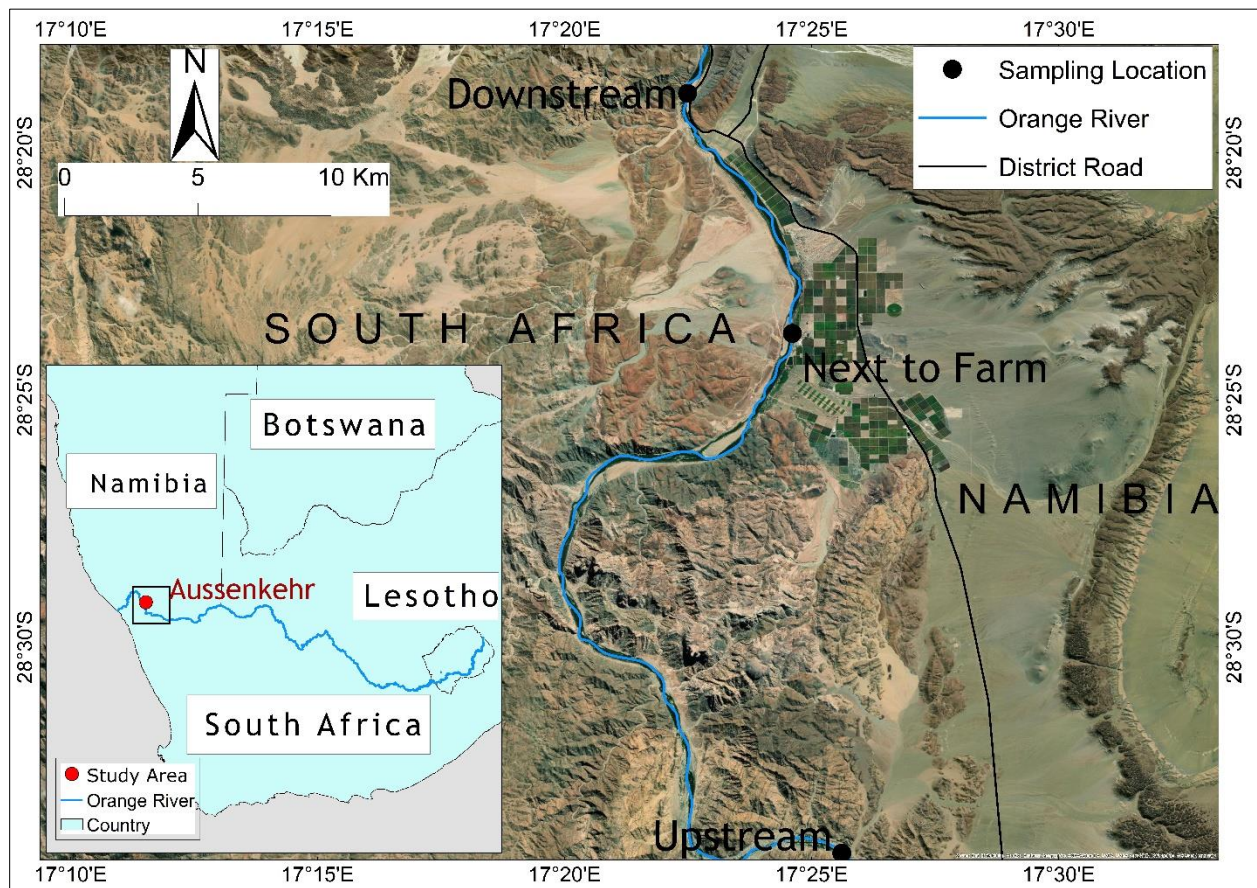 17°10'E 17°15'E 17°20'E 17°25'E 17°30'E
N
0 5 10 Km
Downstream
Sampling Location
Orange River
District Road
28°20'S
28°20'S
SOUTH AFRICA
Next to Farm
28°25'S
28°25'S
NAMIBIA
Botswana
Namibia
Aussenkehr
Lesotho
South Africa
Study Area
Orange River
Country
28°30'S
28°30'S
Upstream
17°10'E 17°15'E 17°20'E 17°25'E 17°30'E